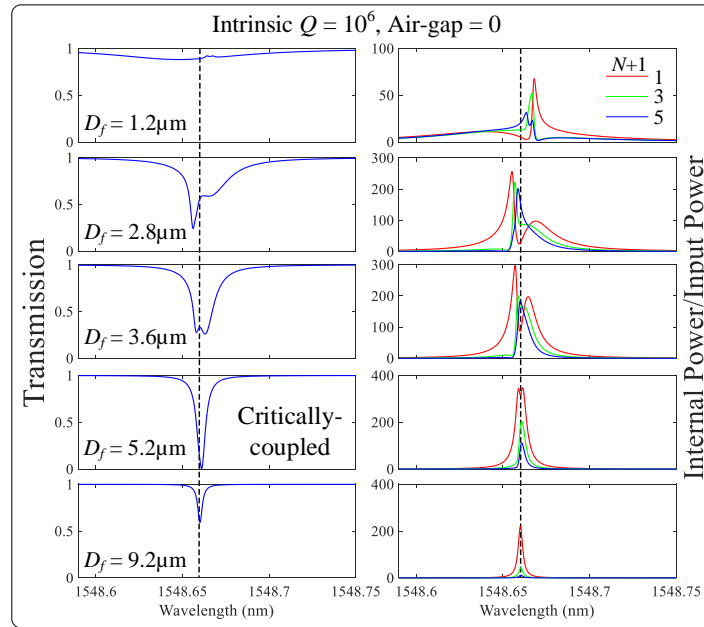 Intrinsic Q = 10⁶, Air-gap = 0
Transmission
1
0.5
0
D_f = 1.2µm
1
0.5
0
D_f = 2.8µm
1
0.5
0
D_f = 3.6µm
1
0.5
0
D_f = 5.2µm
Critically-
coupled
1
0.5
0
D_f = 9.2µm
1548.6 1548.65 1548.7 1548.75
Wavelength (nm)
100
50
0
N+1
1
3
5
300
200
100
0
300
200
100
0
400
200
0
400
200
0
1548.6 1548.65 1548.7 1548.75
Wavelength (nm)
Internal Power/Input Power